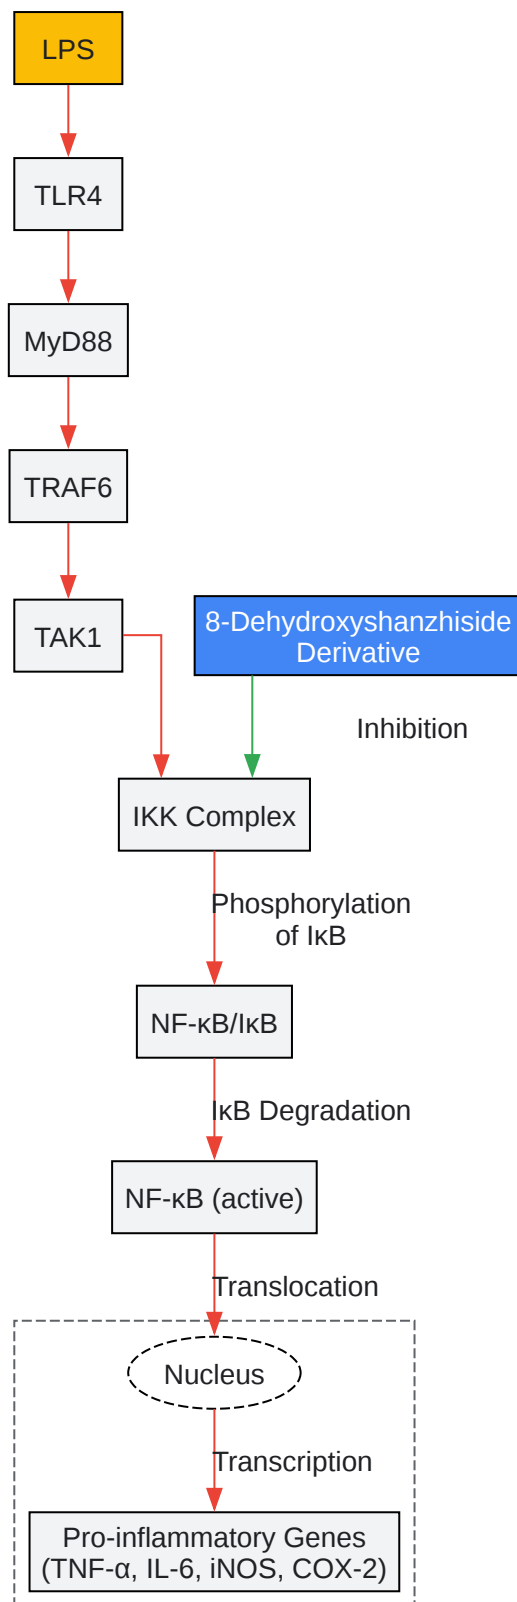 LPS
TLR4
MyD88
TRAF6
TAK1
8-Dehydroxyshanzhiside
Derivative
Inhibition
IKK Complex
Phosphorylation
of IκB
NF-κB/IκB
IκB Degradation
NF-κB (active)
Translocation
Nucleus
Transcription
Pro-inflammatory Genes
(TNF-α, IL-6, iNOS, COX-2)